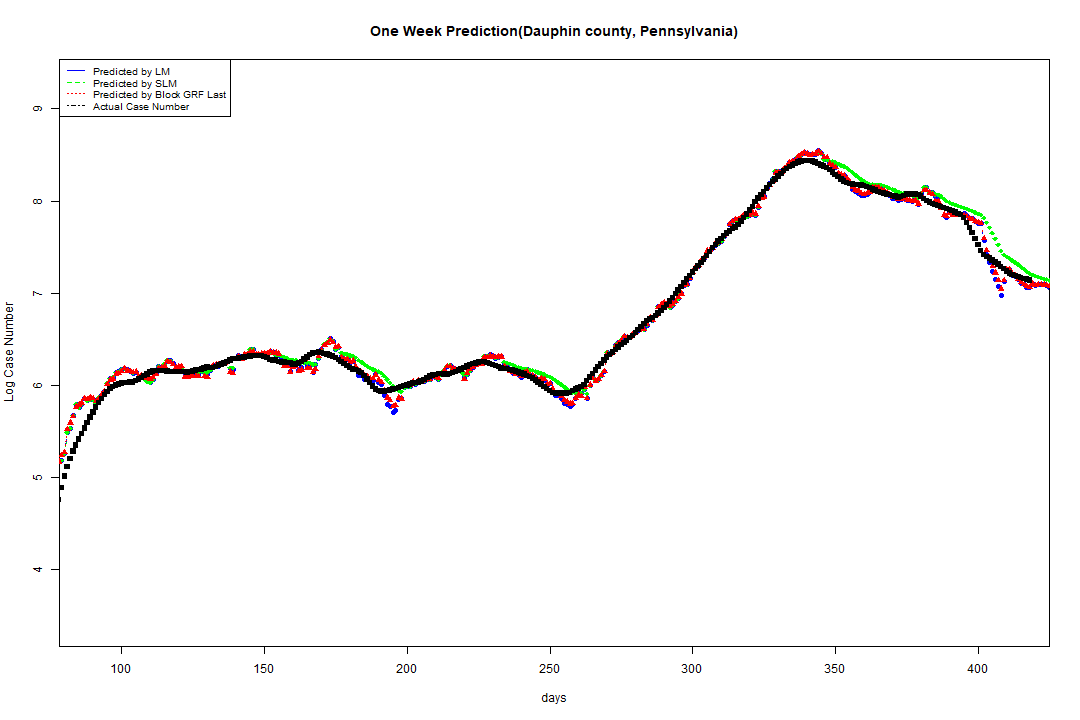 One Week Prediction(Dauphin county, Pennsylvania)
Predicted by LM
Predicted by SLM
Predicted by Block GRF Last
Actual Case Number
9
8
7
6
5
4
Log Case Number
100 150 200 250 300 350 400
days